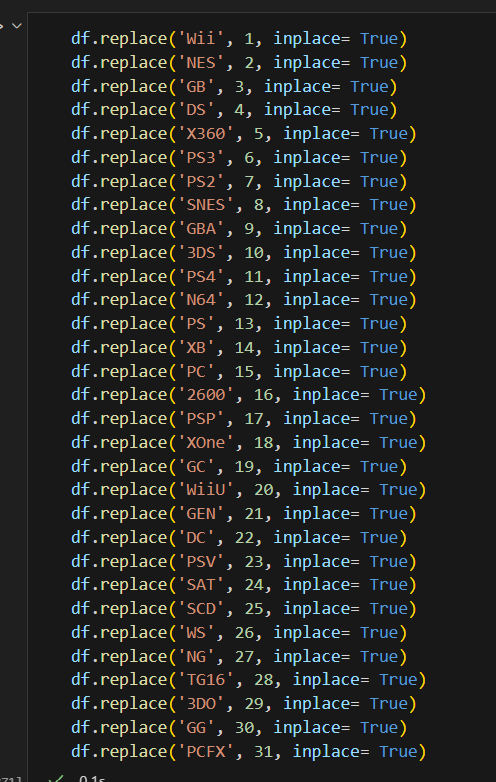 df.replace('Wii', 1, inplace= True)
df.replace('NES', 2, inplace= True)
df.replace('GB', 3, inplace= True)
df.replace('DS', 4, inplace= True)
df.replace('X360', 5, inplace= True)
df.replace('PS3', 6, inplace= True)
df.replace('PS2', 7, inplace= True)
df.replace('SNES', 8, inplace= True)
df.replace('GBA', 9, inplace= True)
df.replace('3DS', 10, inplace= True)
df.replace('PS4', 11, inplace= True)
df.replace('N64', 12, inplace= True)
df.replace('PS', 13, inplace= True)
df.replace('XB', 14, inplace= True)
df.replace('PC', 15, inplace= True)
df.replace('2600', 16, inplace= True)
df.replace('PSP', 17, inplace= True)
df.replace('XOne', 18, inplace= True)
df.replace('GC', 19, inplace= True)
df.replace('WiiU', 20, inplace= True)
df.replace('GEN', 21, inplace= True)
df.replace('DC', 22, inplace= True)
df.replace('PSV', 23, inplace= True)
df.replace('SAT', 24, inplace= True)
df.replace('SCD', 25, inplace= True)
df.replace('WS', 26, inplace= True)
df.replace('NG', 27, inplace= True)
df.replace('TG16', 28, inplace= True)
df.replace('3DO', 29, inplace= True)
df.replace('GG', 30, inplace= True)
df.replace('PCFX', 31, inplace= True)